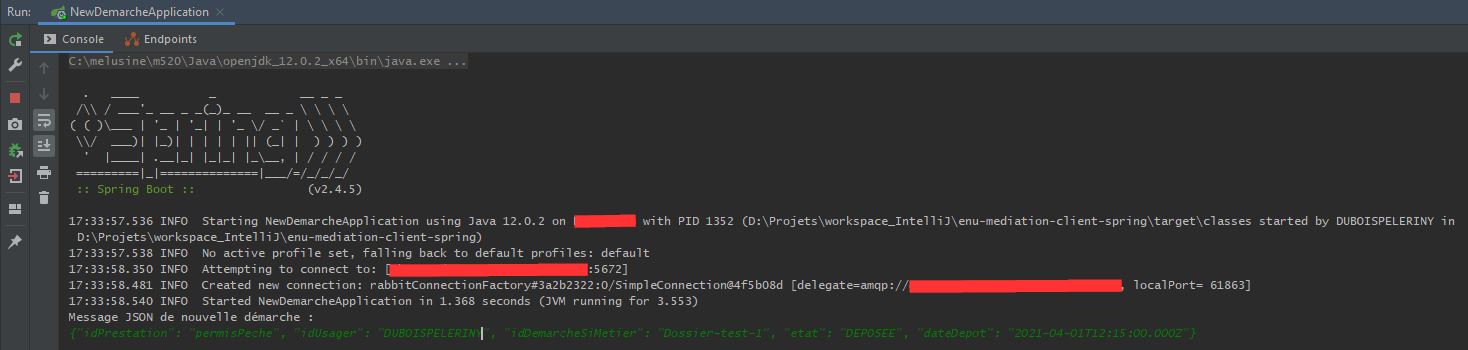 Run: NewDemarcheApplication ×
Console Endpoints
C:\melusine\m520\Java\openjdk_12.0.2_x64\bin\java.exe ...
  .   ____          _            __ _ _
 /\\ / ___'_ __ _ _(_)_ __  __ _ \ \ \ \
( ( )\___ | '_ | '_| | '_ \/ _` | \ \ \ \
 \\/  ___)| |_)| | | | | || (_| |  ) ) ) )
  '  |____| .__|_| |_|_| |_\__, | / / / /
 =========|_|==============|___/=/_/_/_/
 :: Spring Boot ::                (v2.4.5)
17:33:57.536 INFO  Starting NewDemarcheApplication using Java 12.0.2 on with PID 1352 (D:\Projets\workspace_IntelliJ\enu-mediation-client-spring\target\classes started by DUBOISPELERINY in
D:\Projets\workspace_IntelliJ\enu-mediation-client-spring)
17:33:57.538 INFO  No active profile set, falling back to default profiles: default
17:33:58.350 INFO  Attempting to connect to: [ :5672]
17:33:58.481 INFO  Created new connection: rabbitConnectionFactory#3a2b2322:0/SimpleConnection@4f5b08d [delegate=amqp:// , localPort= 61863]
17:33:58.540 INFO  Started NewDemarcheApplication in 1.368 seconds (JVM running for 3.553)
Message JSON de nouvelle démarche :
{"idPrestation": "permisPeche", "idUsager": "DUBOISPELERINY", "idDemarcheSiMetier": "Dossier-test-1", "etat": "DEPOSEE", "dateDepot": "2021-04-01T12:15:00.000Z"}